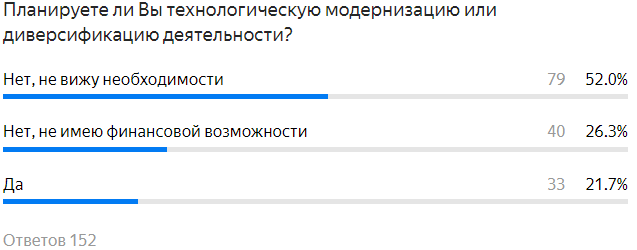 Планируете ли Вы технологическую модернизацию или
диверсификацию деятельности?
Нет, не вижу необходимости 79 52.0%
Нет, не имею финансовой возможности 40 26.3%
Да 33 21.7%
Ответов 152